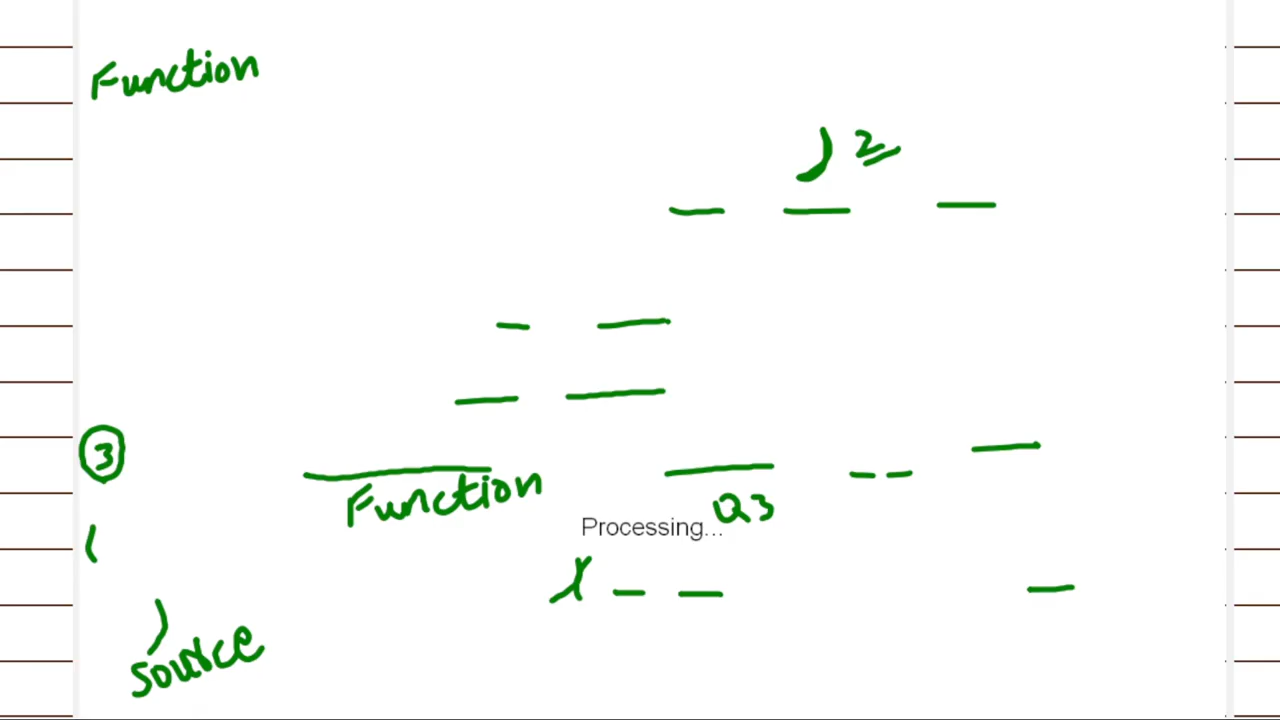 Function
) 2
3
Function
Q3
Processing...
(
X
)
source